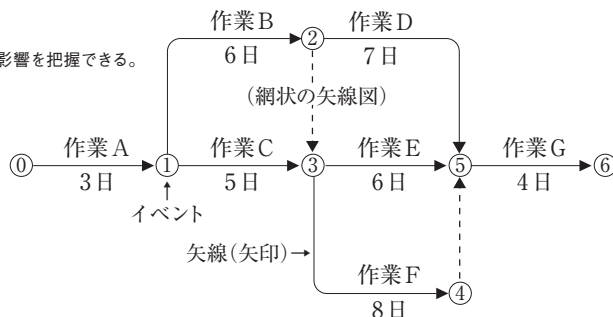 影響を把握できる。
作業B
6日
②
作業D
7日
(網状の矢線図)
⓪
作業A
3日
①
作業C
5日
③
作業E
6日
⑤
作業G
4日
⑥
イベント
矢線(矢印)
作業F
8日
④